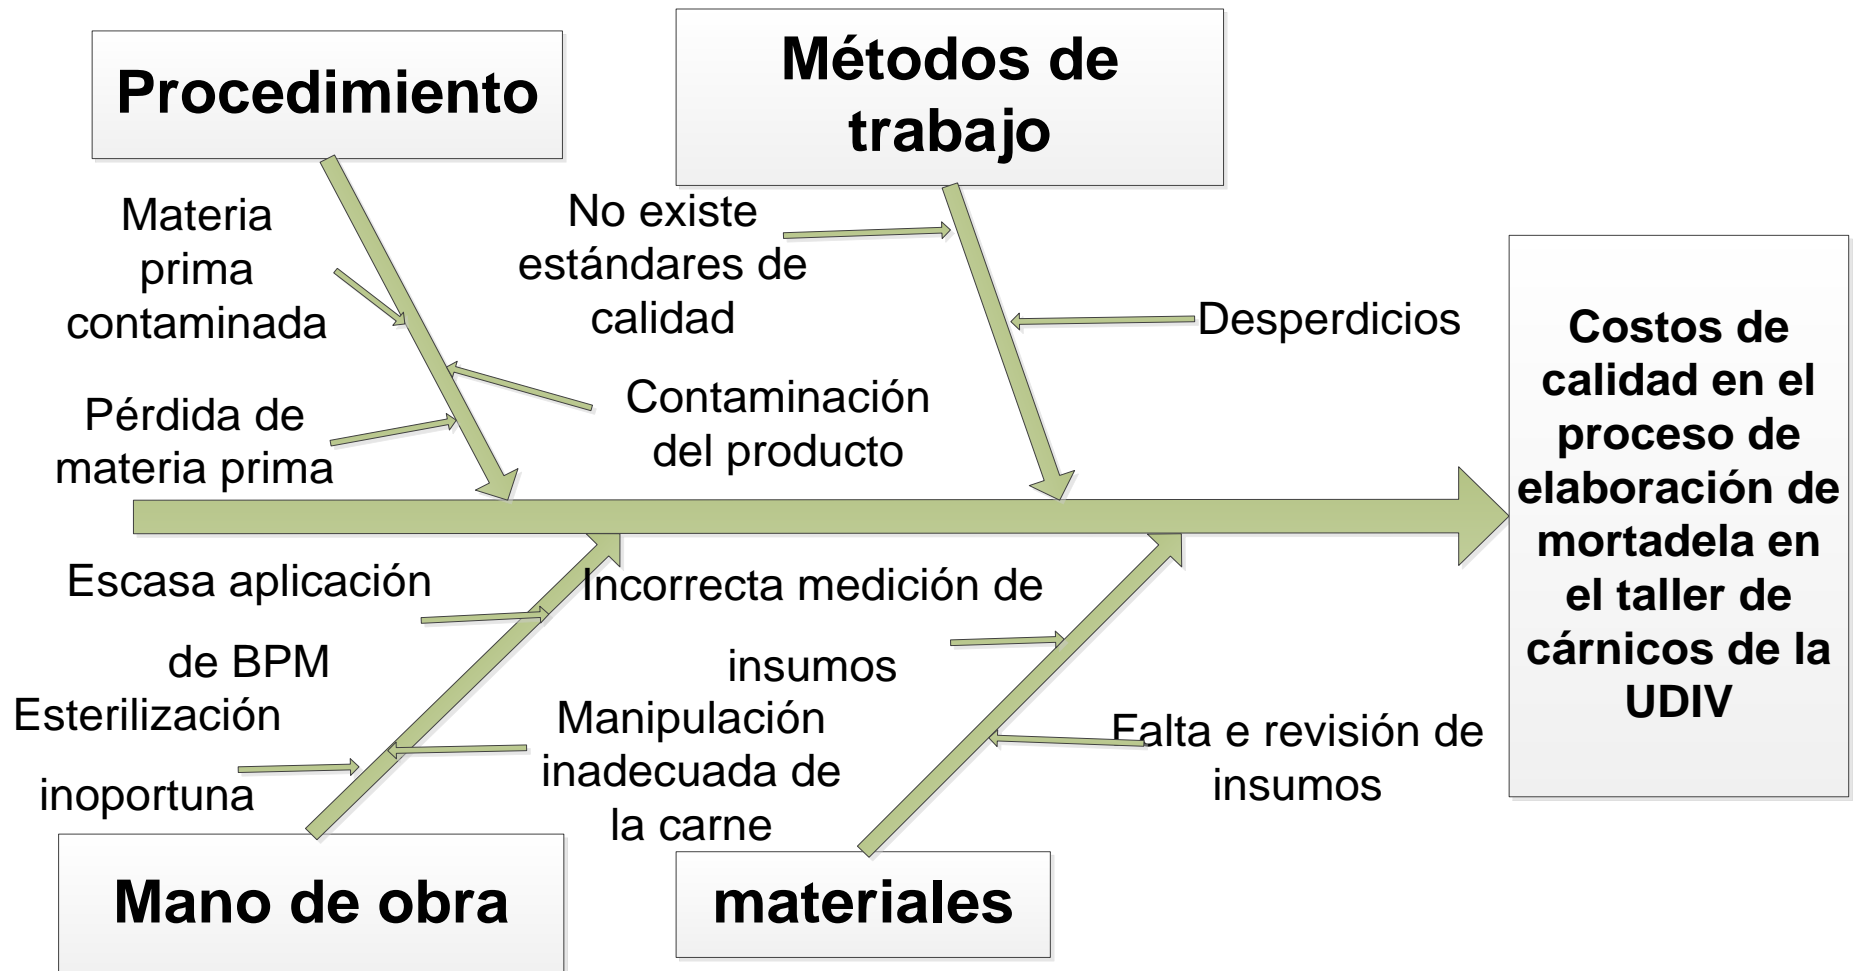 Procedimiento
Métodos de
trabajo
Materia
prima
contaminada
No existe
estándares de
calidad
Desperdicios
Pérdida de
materia prima
Contaminación
del producto
Costos de
calidad en el
proceso de
elaboración de
mortadela en
el taller de
cárnicos de la
UDIV
Escasa aplicación
de BPM
Incorrecta medición de
insumos
Esterilización
inoportuna
Manipulación
inadecuada de
la carne
Falta e revisión de
insumos
Mano de obra
materiales